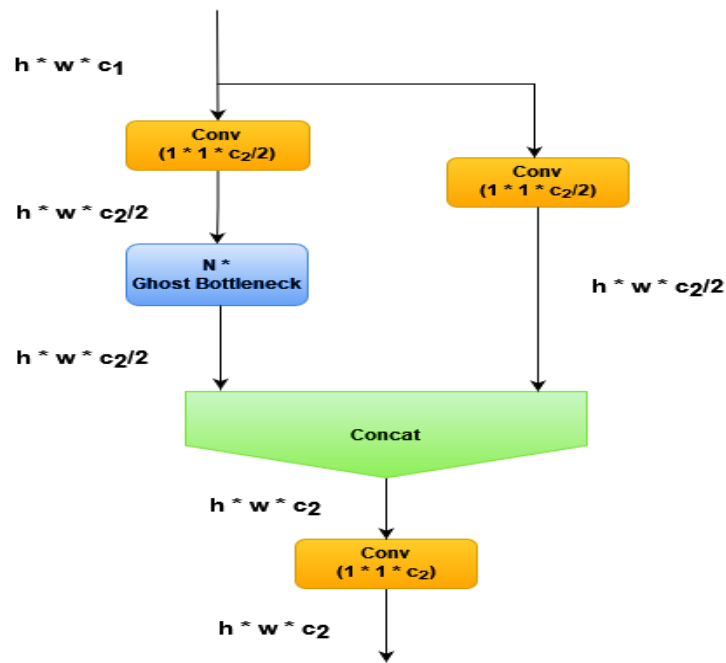 h * w * c1
Conv
(1 * 1 * c2/2)
Conv
(1 * 1 * c2/2)
h * w * c2/2
N *
Ghost Bottleneck
h * w * c2/2
h * w * c2/2
Concat
h * w * c2
Conv
(1 * 1 * c2)
h * w * c2